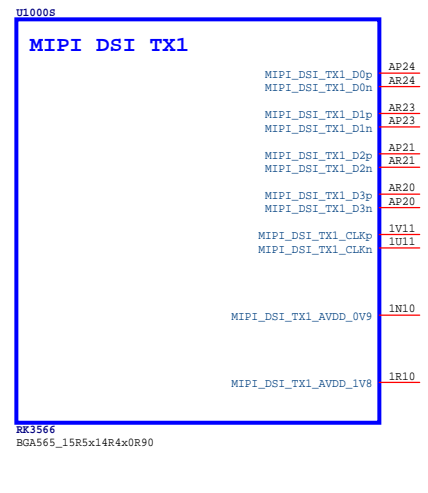 U1000S
MIPI DSI TX1
MIPI_DSI_TX1_D0p AP24
MIPI_DSI_TX1_D0n AR24
MIPI_DSI_TX1_D1p AR23
MIPI_DSI_TX1_D1n AP23
MIPI_DSI_TX1_D2p AP21
MIPI_DSI_TX1_D2n AR21
MIPI_DSI_TX1_D3p AR20
MIPI_DSI_TX1_D3n AP20
MIPI_DSI_TX1_CLKp 1V11
MIPI_DSI_TX1_CLKn 1U11
MIPI_DSI_TX1_AVDD_0V9 1N10
MIPI_DSI_TX1_AVDD_1V8 1R10
RK3566
BGA565_15R5x14R4x0R90